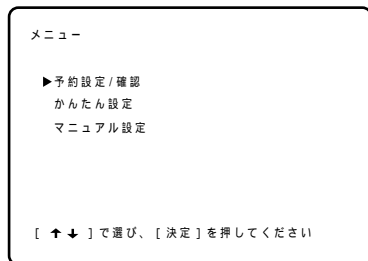 メニュー
▶予約設定/確認
かんたん設定
マニュアル設定
[ ↑↓ ]で選び、[決定]を押してください